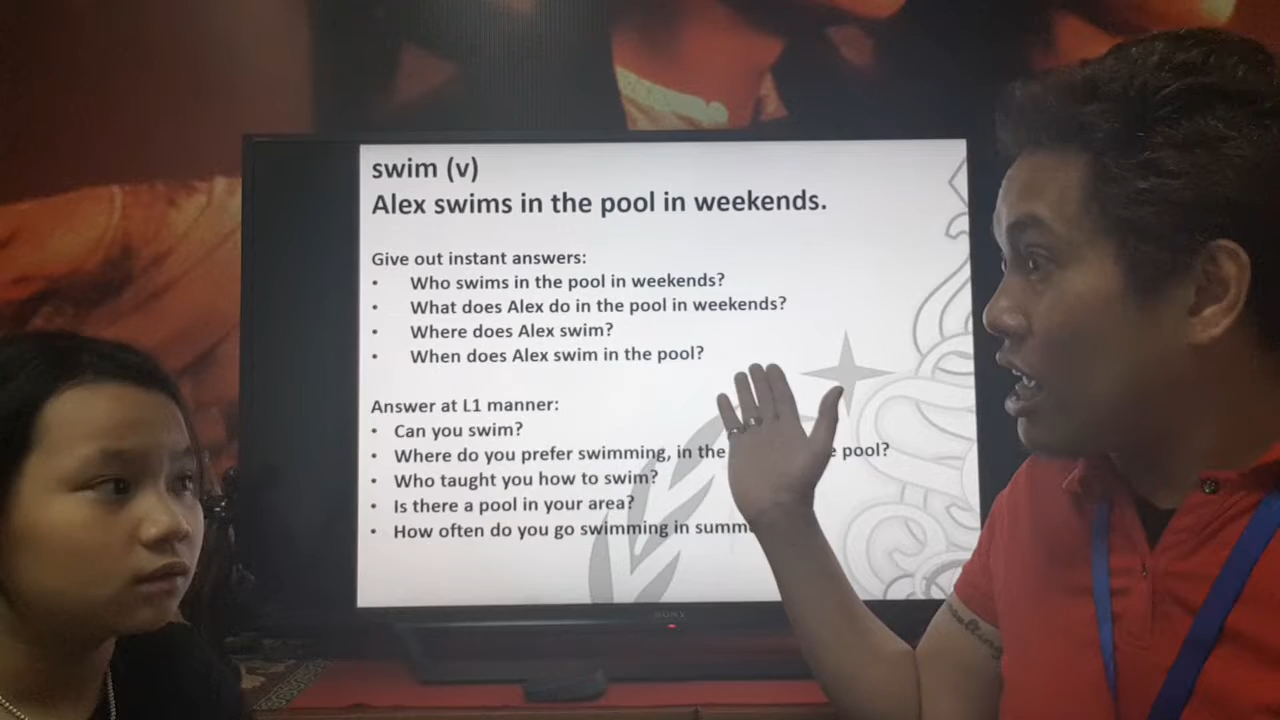 swim (v)
Alex swims in the pool in weekends.
Give out instant answers:
• Who swims in the pool in weekends?
• What does Alex do in the pool in weekends?
• Where does Alex swim?
• When does Alex swim in the pool?
Answer at L1 manner:
• Can you swim?
• Where do you prefer swimming, in the pool?
• Who taught you how to swim?
• Is there a pool in your area?
• How often do you go swimming in
SONY